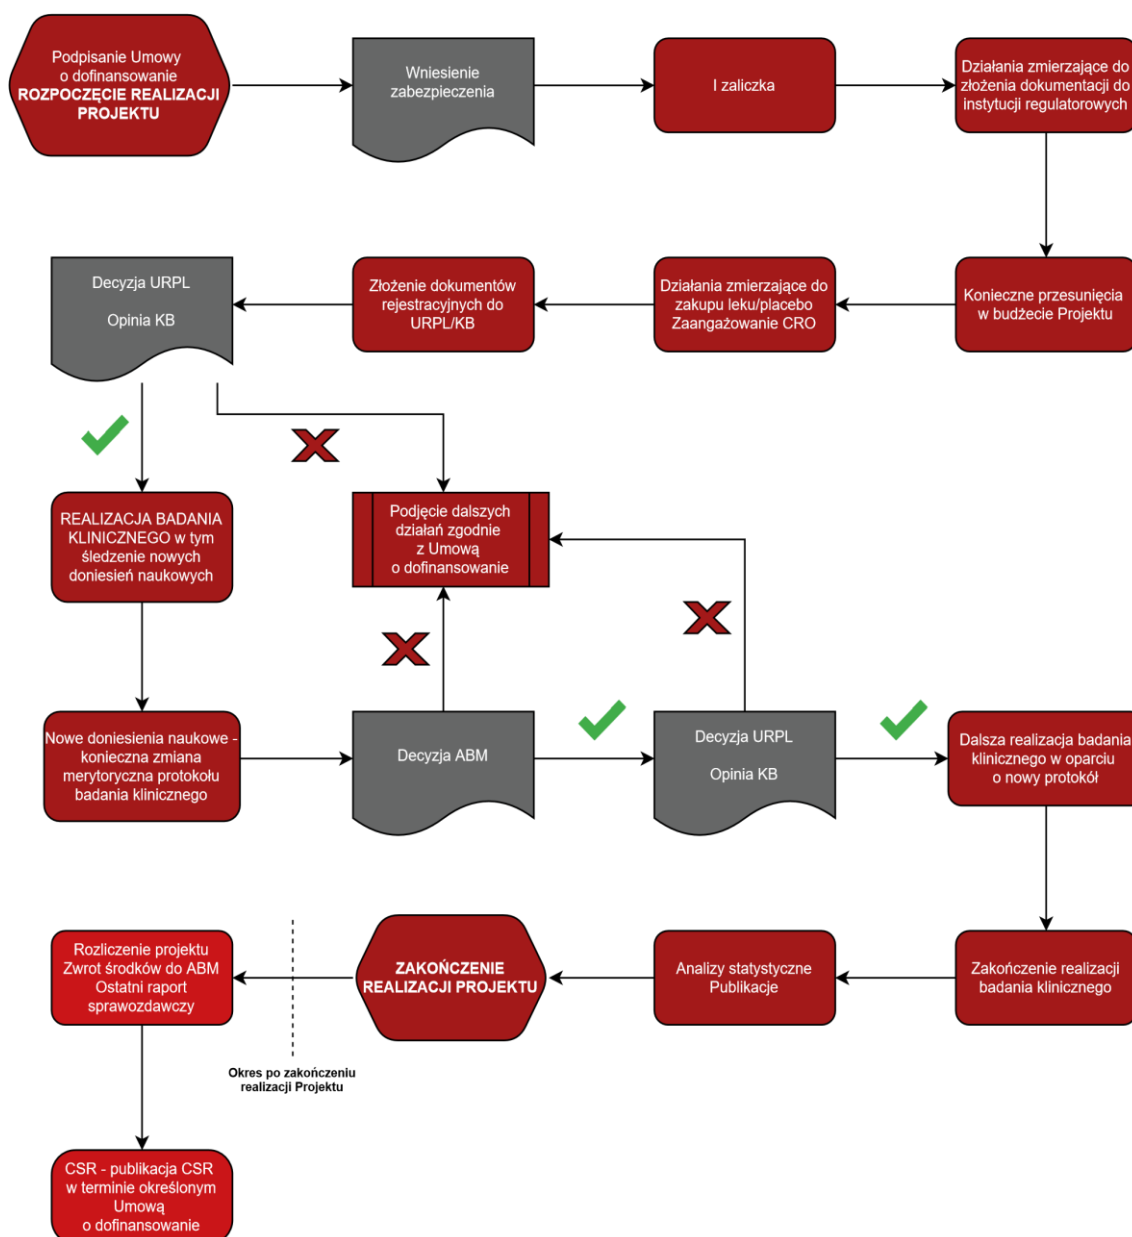 Podpisanie Umowy
o dofinansowanie
ROZPOCZĘCIE REALIZACJI
PROJEKTU
Wniesienie
zabezpieczenia
I zaliczka
Działania zmierzające do
złożenia dokumentacji do
instytucji regulatorowych
Konieczne przesunięcia
w budżecie Projektu
Działania zmierzające do
zakupu leku/placebo
Zaangażowanie CRO
Złożenie dokumentów
rejestracyjnych do
URPL/KB
Decyzja URPL
Opinia KB
REALIZACJA BADANIA
KLINICZNEGO w tym
śledzenie nowych
doniesień naukowych
Podjęcie dalszych
działań zgodnie
z Umową
o dofinansowanie
Nowe doniesienia naukowe -
konieczna zmiana
merytoryczna protokołu
badania klinicznego
Decyzja ABM
Decyzja URPL
Opinia KB
Dalsza realizacja badania
klinicznego w oparciu
o nowy protokół
Zakończenie realizacji
badania klinicznego
Analizy statystyczne
Publikacje
ZAKOŃCZENIE
REALIZACJI PROJEKTU
Okres po zakończeniu
realizacji Projektu
Rozliczenie projektu
Zwrot środków do ABM
Ostatni raport
sprawozdawczy
CSR - publikacja CSR
w terminie określonym
Umową
o dofinansowanie